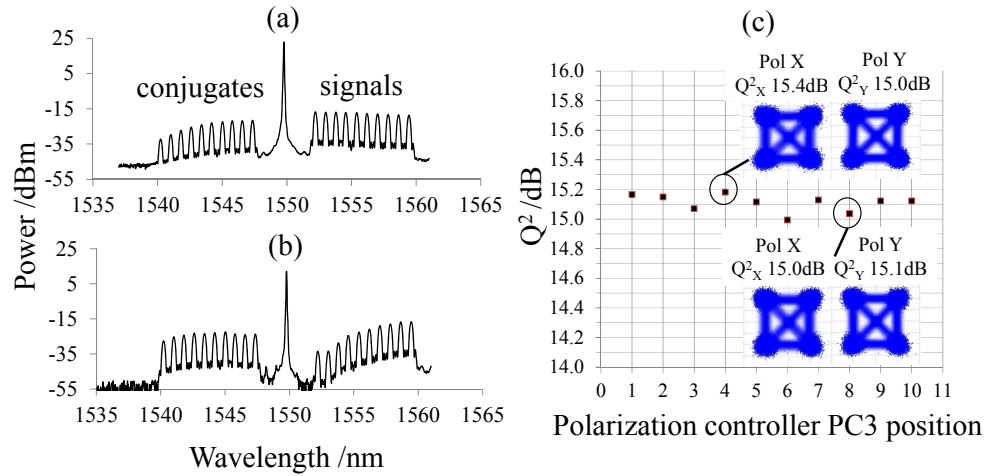 (a)
25
5
-15
-35
-55
conjugates
signals
1535 1540 1545 1550 1555 1560 1565
(b)
25
5
-15
-35
-55
1535 1540 1545 1550 1555 1560 1565
Power /dBm
Wavelength /nm
(c)
Pol X Pol Y
Q²X 15.4dB Q²Y 15.0dB
16.0
15.8
15.6
15.4
15.2
15.0
14.8
14.6
14.4
14.2
14.0
Q² /dB
Pol X Pol Y
Q²X 15.0dB Q²Y 15.1dB
0 1 2 3 4 5 6 7 8 9 10 11
Polarization controller PC3 position